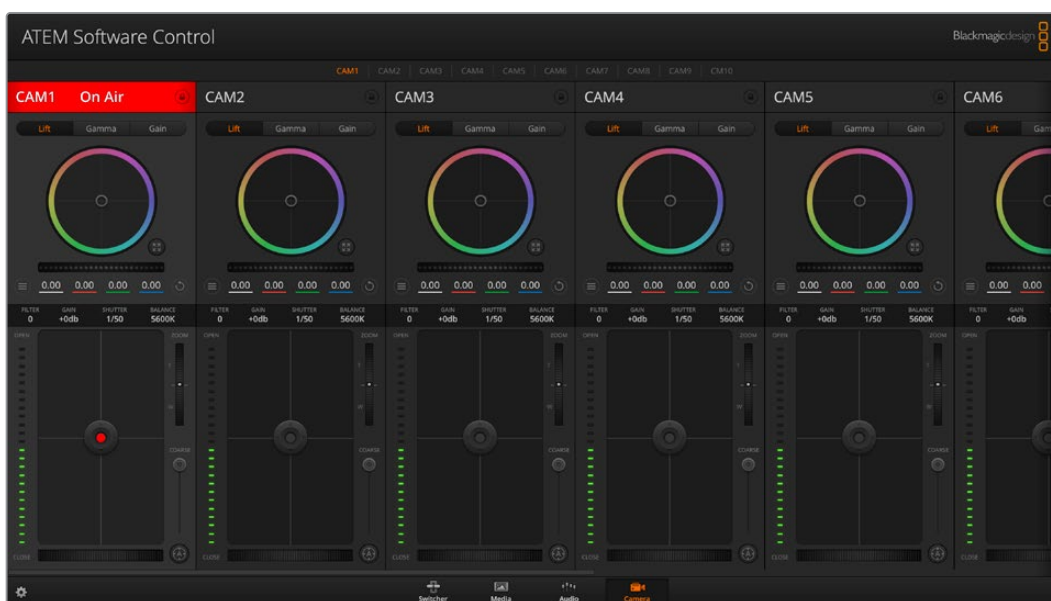 ATEM Software Control
Blackmagicdesign
CAM1 CAM2 CAM3 CAM4 CAM5 CAM6 CAM7 CAM8 CAM9 CM10
CAM1 On Air CAM2 CAM3 CAM4 CAM5 CAM6
Lift Gamma Gain Lift Gamma Gain Lift Gamma Gain Lift Gamma Gain Lift Gamma Gain Lift Gam
0.00 0.00 0.00 0.00 0.00 0.00 0.00 0.00 0.00 0.00 0.00 0.00 0.00 0.00 0.00 0.00 0.00 0.00 0.00 0.00 0.00 0.00
FILTER GAIN SHUTTER BALANCE FILTER GAIN SHUTTER BALANCE FILTER GAIN SHUTTER BALANCE FILTER GAIN SHUTTER BALANCE FILTER GAIN SHUTTER BALANCE FILTER GAIN
0 +0db 1/50 5600K 0 +0db 1/50 5600K 0 +0db 1/50 5600K 0 +0db 1/50 5600K 0 +0db 1/50 5600K 0 +0db
OPEN ZOOM OPEN ZOOM OPEN ZOOM OPEN ZOOM OPEN ZOOM OPEN
T T T T T
W W W W W
COARSE COARSE COARSE COARSE COARSE
CLOSE CLOSE CLOSE CLOSE CLOSE CLOSE
Switcher Media Audio Camera